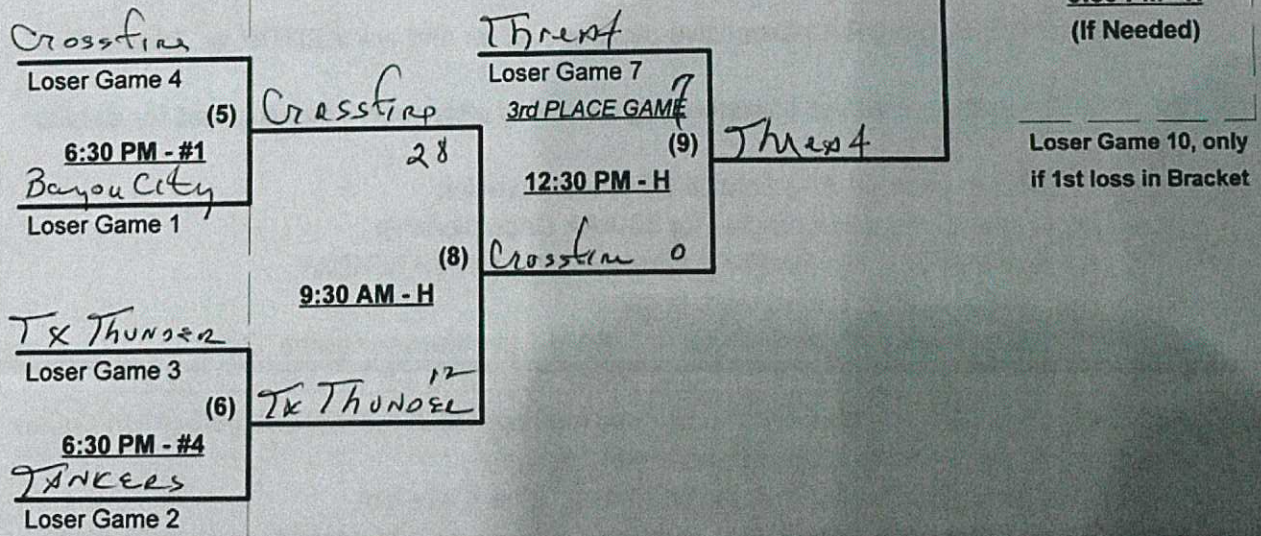 Crossfire
Loser Game 4
(5)
6:30 PM - #1
Bayou City
Loser Game 1
Crossfire
28
(8)
9:30 AM - H
TX Thunder
Loser Game 3
(6)
6:30 PM - #4
TANKERS
Loser Game 2
12
TX Thunder
Threat
Loser Game 7
7
3rd PLACE GAME
(9)
12:30 PM - H
Crossfire 0
Threat
(If Needed)
Loser Game 10, only
if 1st loss in Bracket